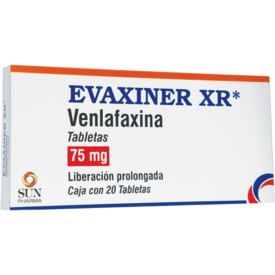 EVAXINER XR*
Venlafaxina
Tabletas
75 mg
Liberación prolongada
Caja con 20 Tabletas
SUN
PHARMA